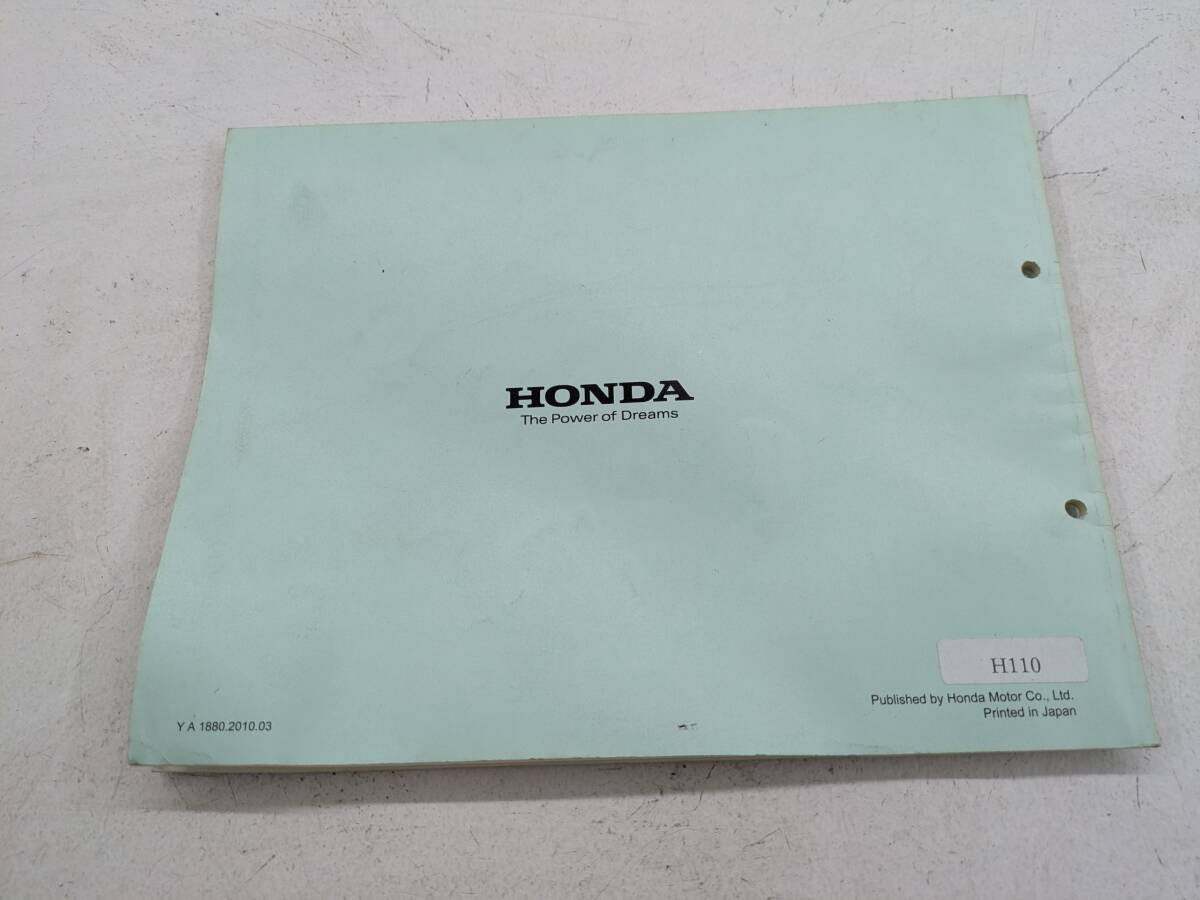 HONDA
The Power of Dreams
H110
Published by Honda Motor Co., Ltd.
Printed in Japan
Y A 1880.2010.03